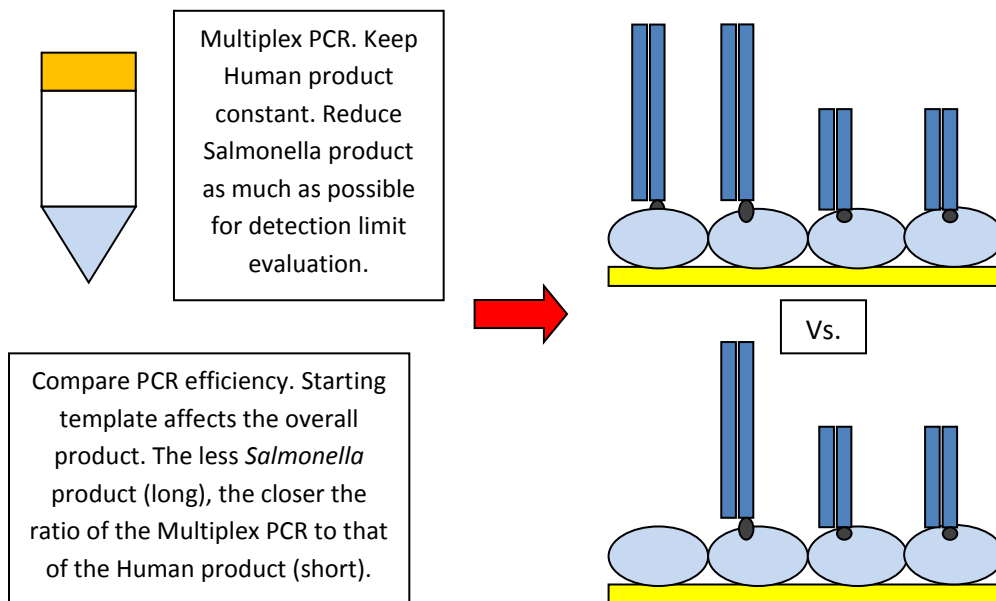 Multiplex PCR. Keep
Human product
constant. Reduce
Salmonella product
as much as possible
for detection limit
evaluation.
Vs.
Compare PCR efficiency. Starting
template affects the overall
product. The less Salmonella
product (long), the closer the
ratio of the Multiplex PCR to that
of the Human product (short).